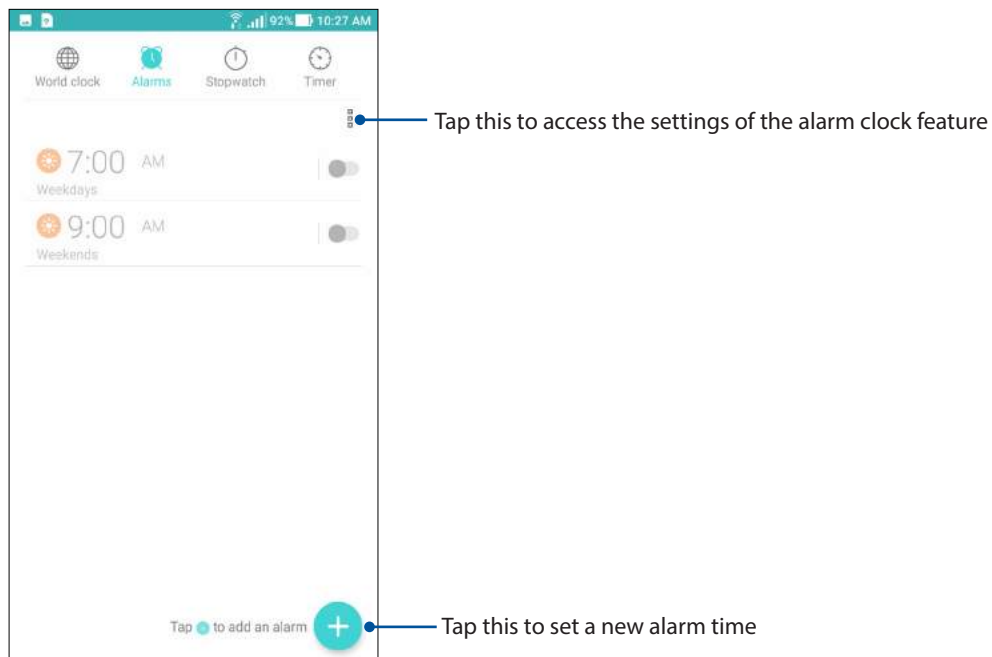 92% 10:27 AM
World clock Alarms Stopwatch Timer
Tap this to access the settings of the alarm clock feature
7:00 AM
Weekdays
9:00 AM
Weekends
Tap + to add an alarm
Tap this to set a new alarm time